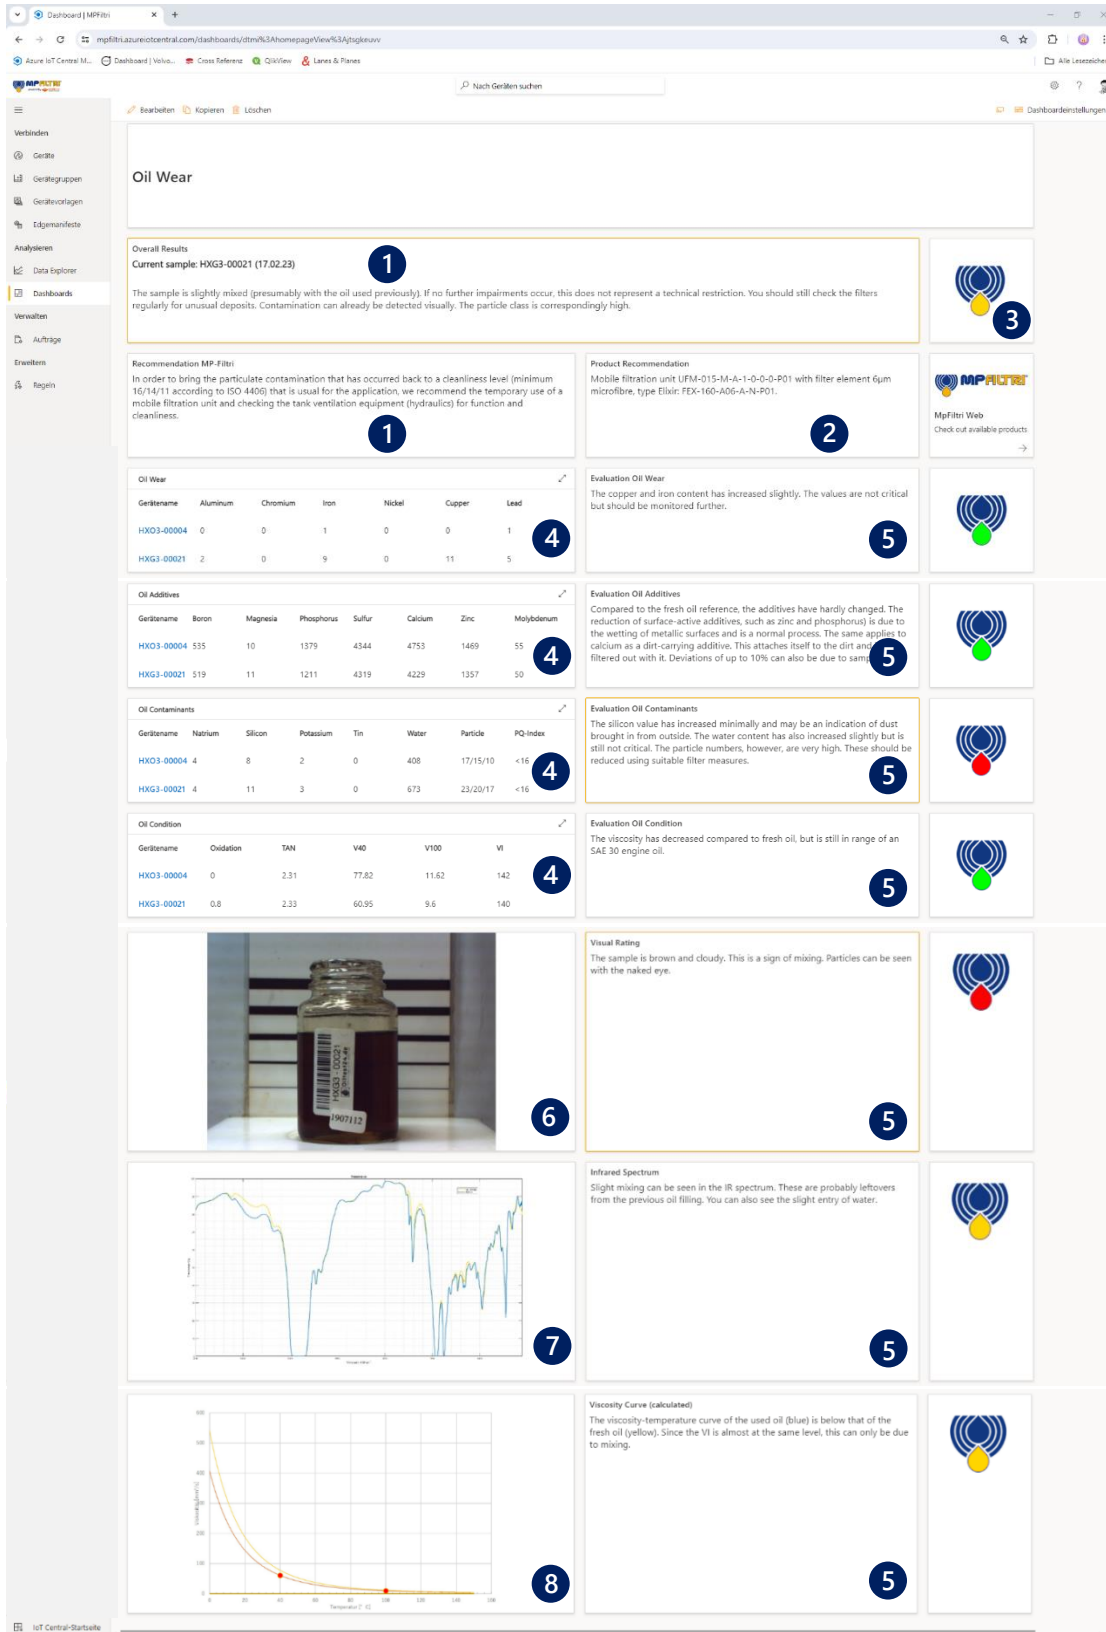 Dashboard | MPFiltri
mpfiltri.azureiotcentral.com/dashboards/dtmi%3AhomepageView%3Ajtsgkeuvv
Azure IoT Central M... Dashboard | Volvo... Cross Referenz QlikView Lanes & Planes Alle Lesezeichen
MPFILTRI Nach Geräten suchen
Bearbeiten Kopieren Löschen Dashboardeinstellungen
Verbinden
Geräte
Gerätegruppen
Gerätevorlagen
Edgemanifeste
Analysieren
Data Explorer
Dashboards
Verwalten
Aufträge
Erweitern
Regeln
Oil Wear
Overall Results
Current sample: HXG3-00021 (17.02.23)
1
The sample is slightly mixed (presumably with the oil used previously). If no further impairments occur, this does not represent a technical restriction. You should still check the filters
regularly for unusual deposits. Contamination can already be detected visually. The particle class is correspondingly high.
3
Recommendation MP-Filtri
In order to bring the particulate contamination that has occurred back to a cleanliness level (minimum
16/14/11 according to ISO 4406) that is usual for the application, we recommend the temporary use of a
mobile filtration unit and checking the tank ventilation equipment (hydraulics) for function and
cleanliness.
1
Product Recommendation
Mobile filtration unit UFM-015-M-A-1-0-0-0-P01 with filter element 6µm
microfibre, type Elixir: FEX-160-A06-A-N-P01.
2
MPFILTRI
MpFiltri Web
Check out available products
Oil Wear
Gerätename Aluminum Chromium Iron Nickel Cupper Lead
HXO3-00004 0 0 1 0 0 1
HXG3-00021 2 0 9 0 11 5
4
Evaluation Oil Wear
The copper and iron content has increased slightly. The values are not critical
but should be monitored further.
5
Oil Additives
Gerätename Boron Magnesia Phosphorus Sulfur Calcium Zinc Molybdenum
HXO3-00004 535 10 1379 4344 4753 1469 55
HXG3-00021 519 11 1211 4319 4229 1357 50
4
Evaluation Oil Additives
Compared to the fresh oil reference, the additives have hardly changed. The
reduction of surface-active additives, such as zinc and phosphorus) is due to
the wetting of metallic surfaces and is a normal process. The same applies to
calcium as a dirt-carrying additive. This attaches itself to the dirt and
filtered out with it. Deviations of up to 10% can also be due to
5
Oil Contaminants
Gerätename Natrium Silicon Potassium Tin Water Particle PQ-Index
HXO3-00004 4 8 2 0 408 17/15/10 <16
HXG3-00021 4 11 3 0 673 23/20/17 <16
4
Evaluation Oil Contaminants
The silicon value has increased minimally and may be an indication of dust
brought in from outside. The water content has also increased slightly but is
still not critical. The particle numbers, however, are very high. These should be
reduced using suitable filter measures.
5
Oil Condition
Gerätename Oxidation TAN V40 V100 VI
HXO3-00004 0 2.31 77.82 11.62 142
HXG3-00021 0.8 2.33 60.95 9.6 140
4
Evaluation Oil Condition
The viscosity has decreased compared to fresh oil, but is still in range of an
SAE 30 engine oil.
5
HXG3 - 00021
1907112
6
Visual Rating
The sample is brown and cloudy. This is a sign of mixing. Particles can be seen
with the naked eye.
5
7
Infrared Spectrum
Slight mixing can be seen in the IR spectrum. These are probably leftovers
from the previous oil filling. You can also see the slight entry of water.
5
600
500
400
300
200
100
0
0 20 40 60 80 100 120 140 160
Temperatur [° C]
8
Viscosity Curve (calculated)
The viscosity-temperature curve of the used oil (blue) is below that of the
fresh oil (yellow). Since the VI is almost at the same level, this can only be due
to mixing.
5
IoT Central-Startseite